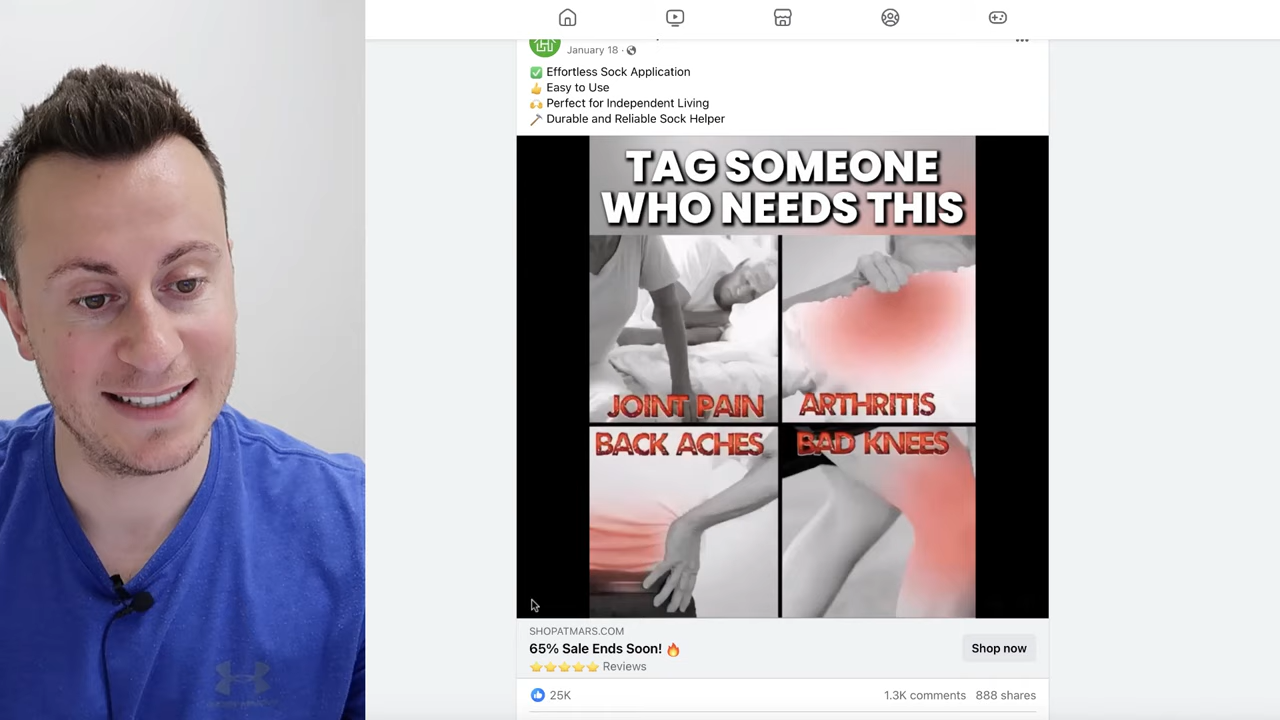 January 18 ·
✅ Effortless Sock Application
👍 Easy to Use
🙌 Perfect for Independent Living
Durable and Reliable Sock Helper
TAG SOMEONE
WHO NEEDS THIS
JOINT PAIN
ARTHRITIS
BACK ACHES
BAD KNEES
SHOPATMARS.COM
65% Sale Ends Soon! 🔥
⭐⭐⭐⭐⭐ Reviews
Shop now
25K
1.3K comments 888 shares